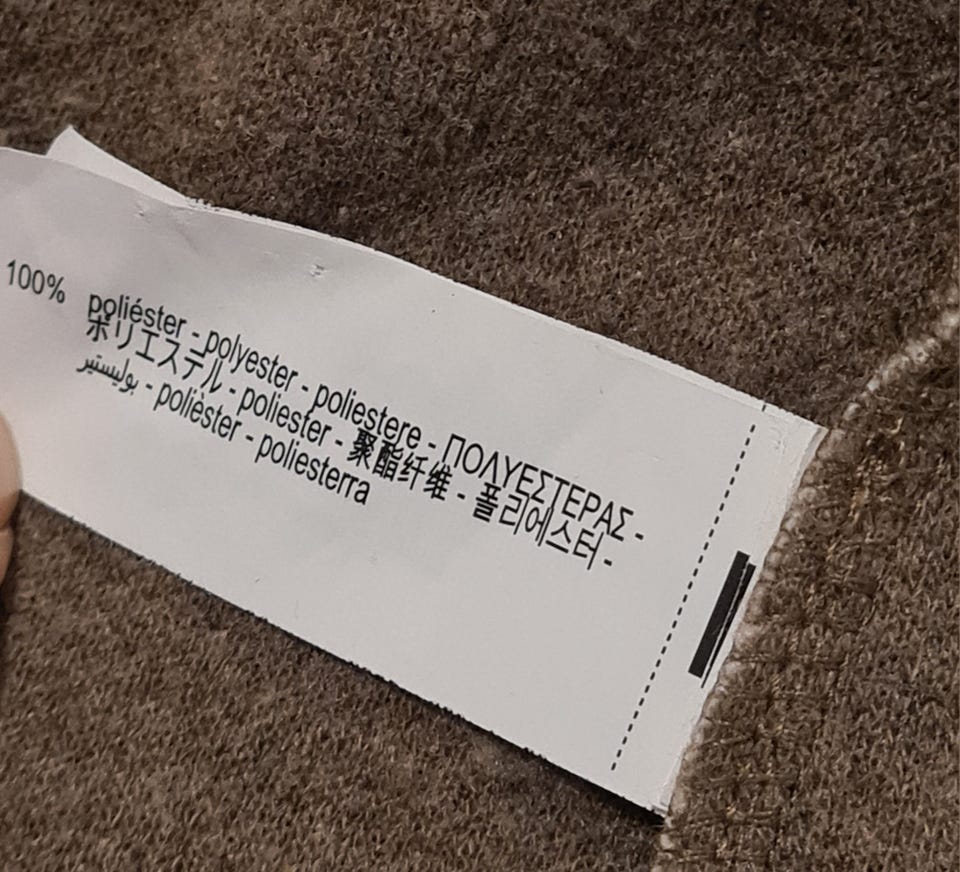 100% poliéster - polyester - poliestere - ΠΟΛΥΕΣΤΕΡΑΣ -
ポリエステル - poliester - 聚酯纤维 - 폴리에스터 -
بوليستير - polièster - poliesterra